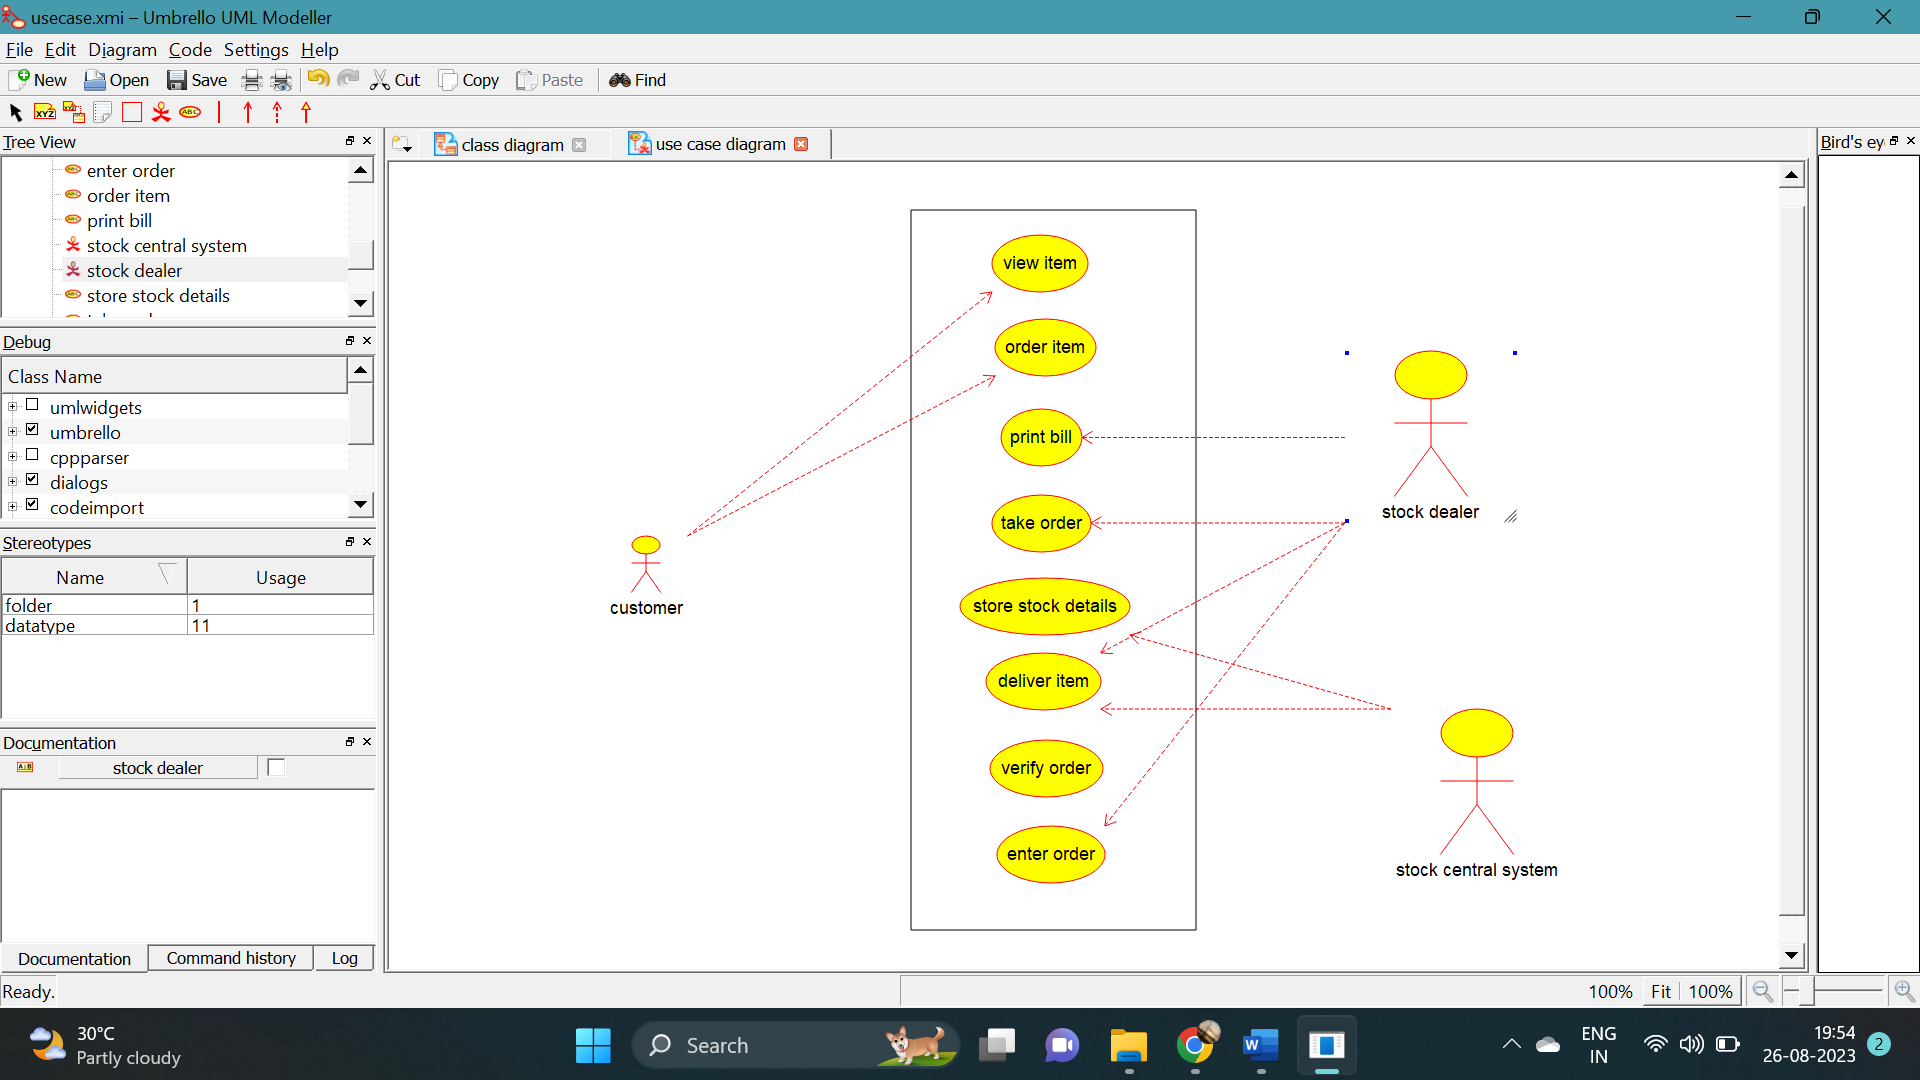 usecase.xmi – Umbrello UML Modeller
File Edit Diagram Code Settings Help
New Open Save Cut Copy Paste Find
XYZ ABC
Tree View
enter order
order item
print bill
stock central system
stock dealer
store stock details
Debug
Class Name
umlwidgets
umbrello
cppparser
dialogs
codeimport
Stereotypes
Name Usage
folder 1
datatype 11
Documentation
stock dealer
Documentation Command history Log
Ready.
class diagram use case diagram
view item
order item
print bill
take order
store stock details
deliver item
verify order
enter order
customer
stock dealer
stock central system
Bird's ey
100% Fit 100%
30°C
Partly cloudy
Search
W
ENG
IN
19:54
26-08-2023
2